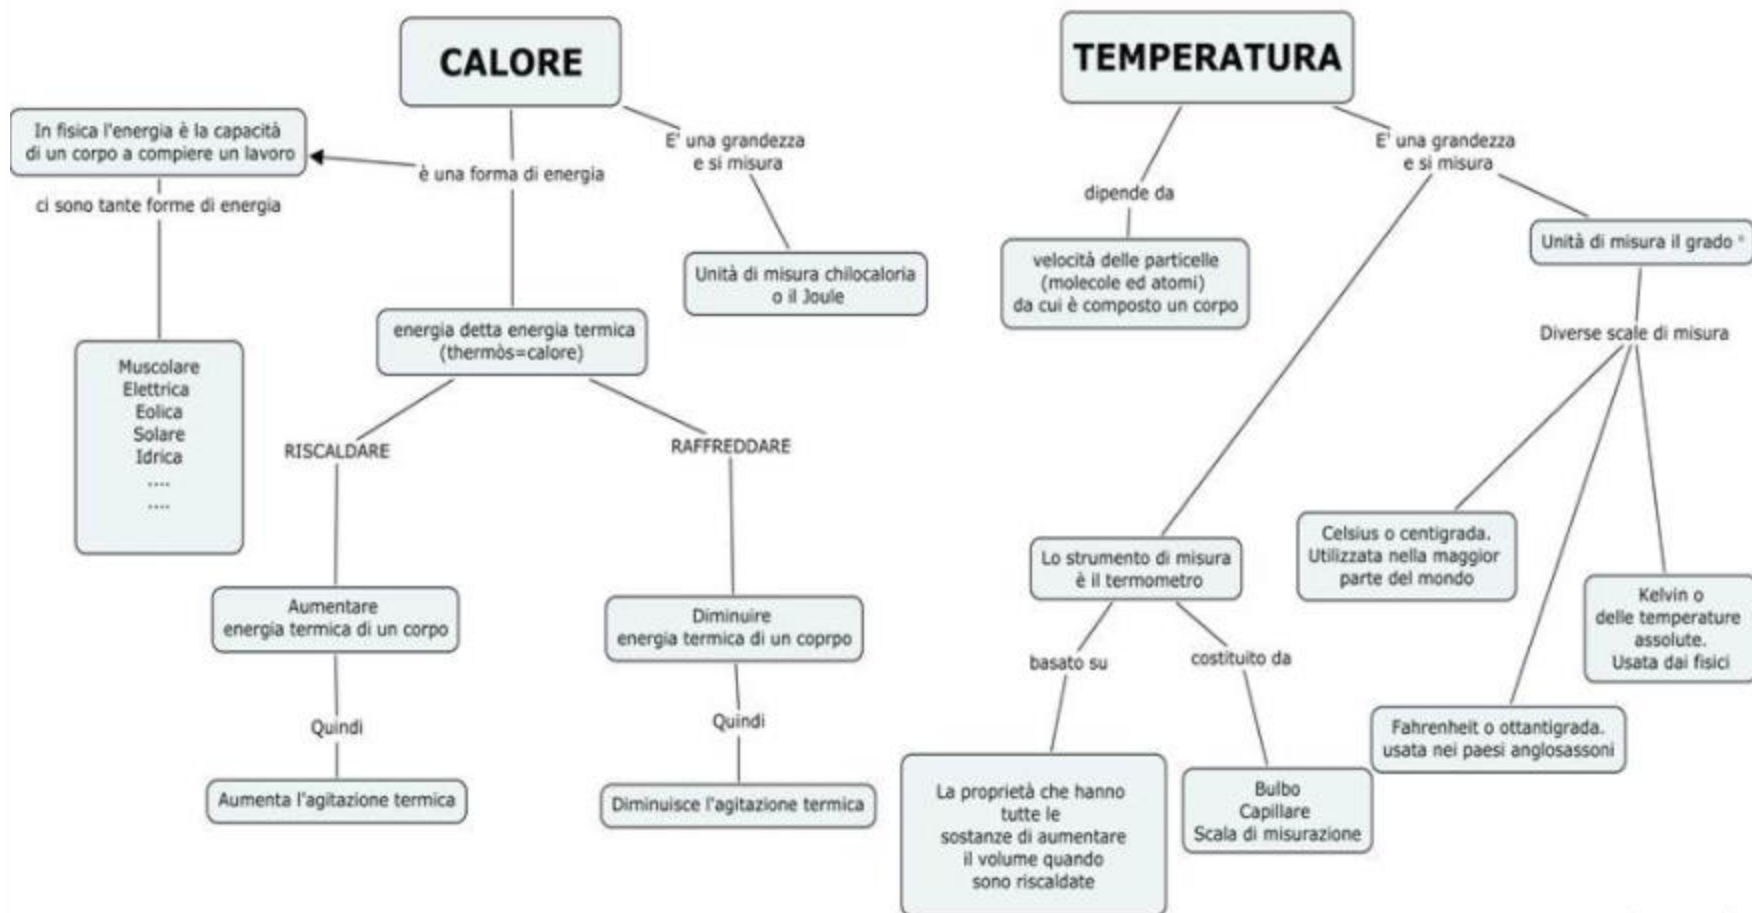 CALORE
In fisica l'energia è la capacità
di un corpo a compiere un lavoro
ci sono tante forme di energia
Muscolare
Elettrica
Eolica
Solare
Idrica
....
....
è una forma di energia
E' una grandezza
e si misura
Unità di misura chilocaloria
o il Joule
energia detta energia termica
(thermòs=calore)
RISCALDARE
RAFFREDDARE
Aumentare
energia termica di un corpo
Quindi
Aumenta l'agitazione termica
Diminuire
energia termica di un coprpo
Quindi
Diminuisce l'agitazione termica
TEMPERATURA
dipende da
velocità delle particelle
(molecole ed atomi)
da cui è composto un corpo
E' una grandezza
e si misura
Unità di misura il grado °
Diverse scale di misura
Celsius o centigrada.
Utilizzata nella maggior
parte del mondo
Kelvin o
delle temperature
assolute.
Usata dai fisici
Fahrenheit o ottantigrada.
usata nei paesi anglosassoni
Lo strumento di misura
è il termometro
basato su
costituito da
La proprietà che hanno
tutte le
sostanze di aumentare
il volume quando
sono riscaldate
Bulbo
Capillare
Scala di misurazione